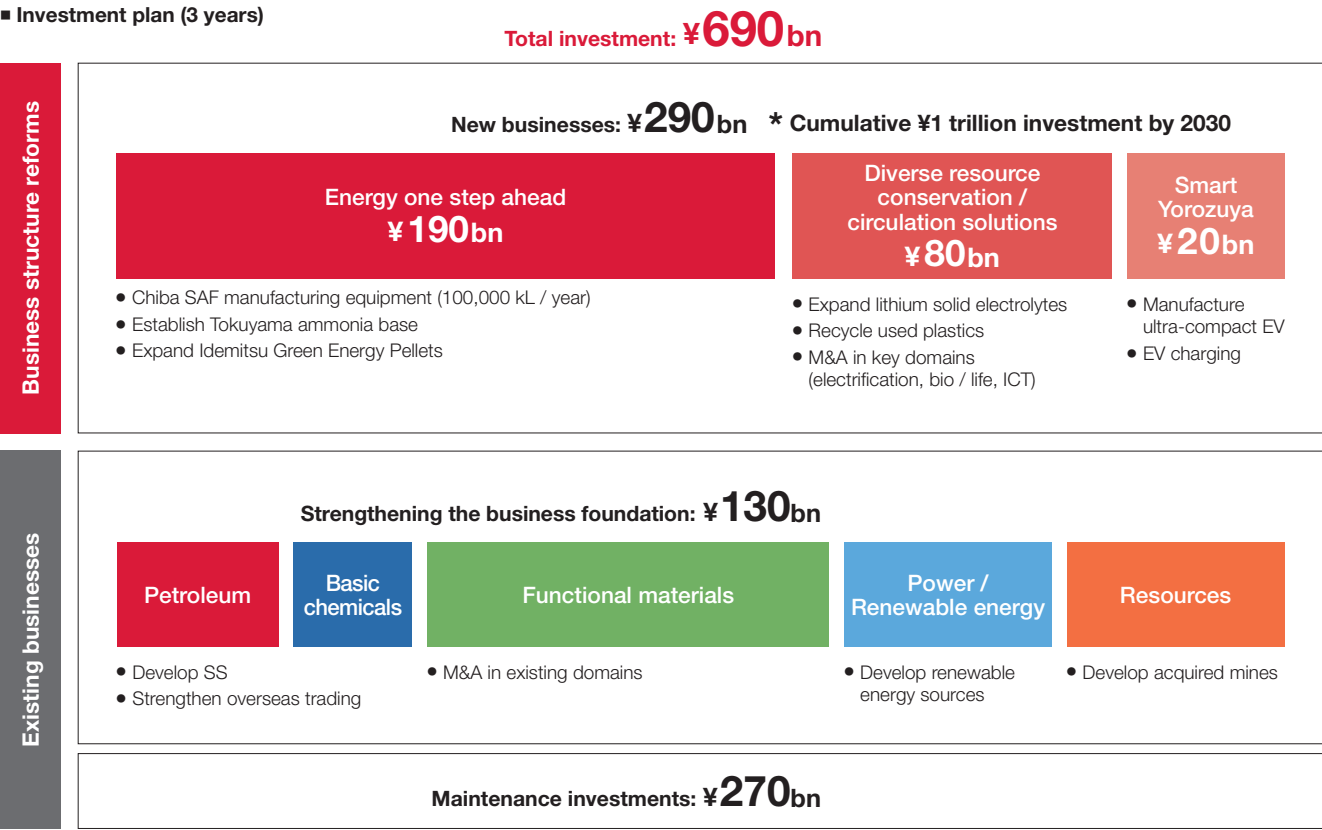 ■ Investment plan (3 years)
Total investment: ¥690bn
Business structure reforms
New businesses: ¥290bn * Cumulative ¥1 trillion investment by 2030
Energy one step ahead
¥190bn
• Chiba SAF manufacturing equipment (100,000 kL / year)
• Establish Tokuyama ammonia base
• Expand Idemitsu Green Energy Pellets
Diverse resource
conservation /
circulation solutions
¥80bn
• Expand lithium solid electrolytes
• Recycle used plastics
• M&A in key domains
(electrification, bio / life, ICT)
Smart
Yorozuya
¥20bn
• Manufacture
ultra-compact EV
• EV charging
Existing businesses
Strengthening the business foundation: ¥130bn
Petroleum
Basic
chemicals
• Develop SS
• Strengthen overseas trading
Functional materials
• M&A in existing domains
Power /
Renewable energy
• Develop renewable
energy sources
Resources
• Develop acquired mines
Maintenance investments: ¥270bn